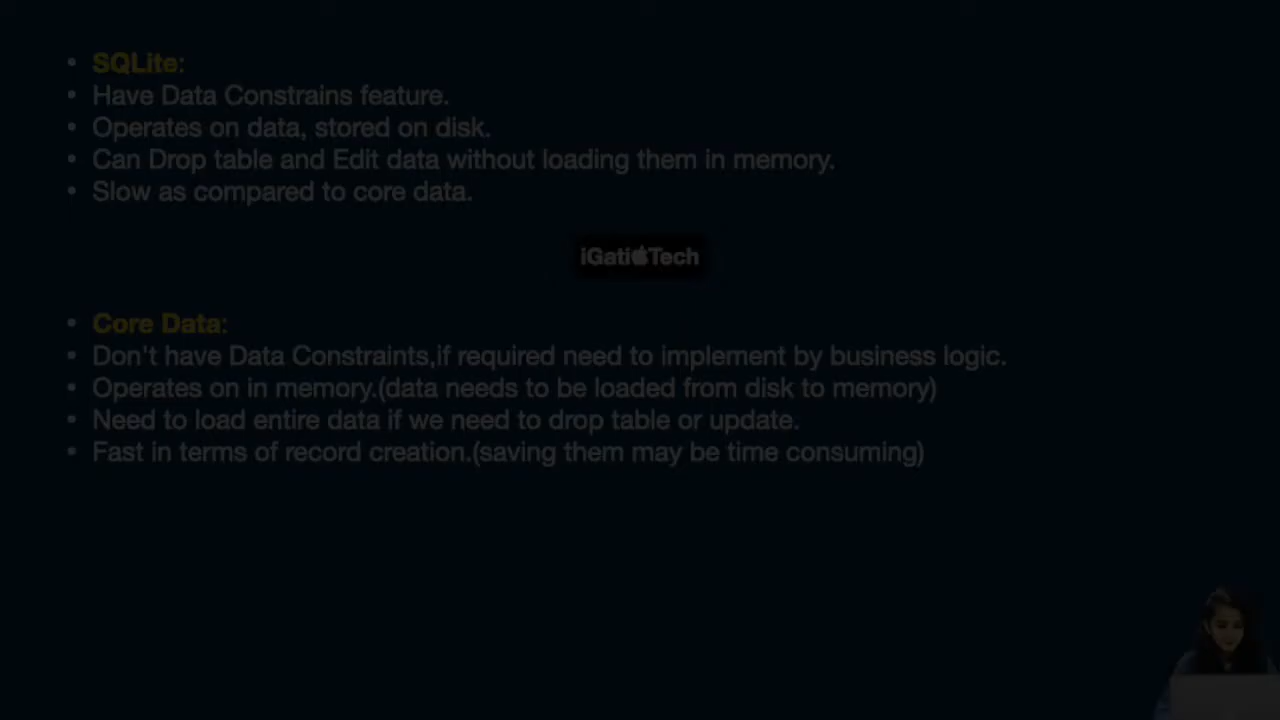 • SQLite:
• Have Data Constrains feature.
• Operates on data, stored on disk.
• Can Drop table and Edit data without loading them in memory.
• Slow as compared to core data.
iGatiTech
• Core Data:
• Don't have Data Constraints,if required need to implement by business logic.
• Operates on in memory.(data needs to be loaded from disk to memory)
• Need to load entire data if we need to drop table or update.
• Fast in terms of record creation.(saving them may be time consuming)